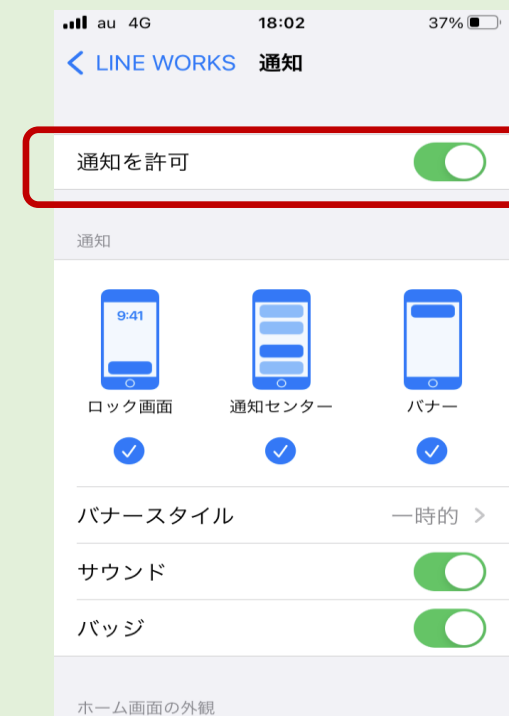 au 4G 18:02 37%
LINE WORKS 通知
通知を許可
通知
9:41
ロック画面 通知センター バナー
バナースタイル 一時的
サウンド
バッジ
ホーム画面の外観